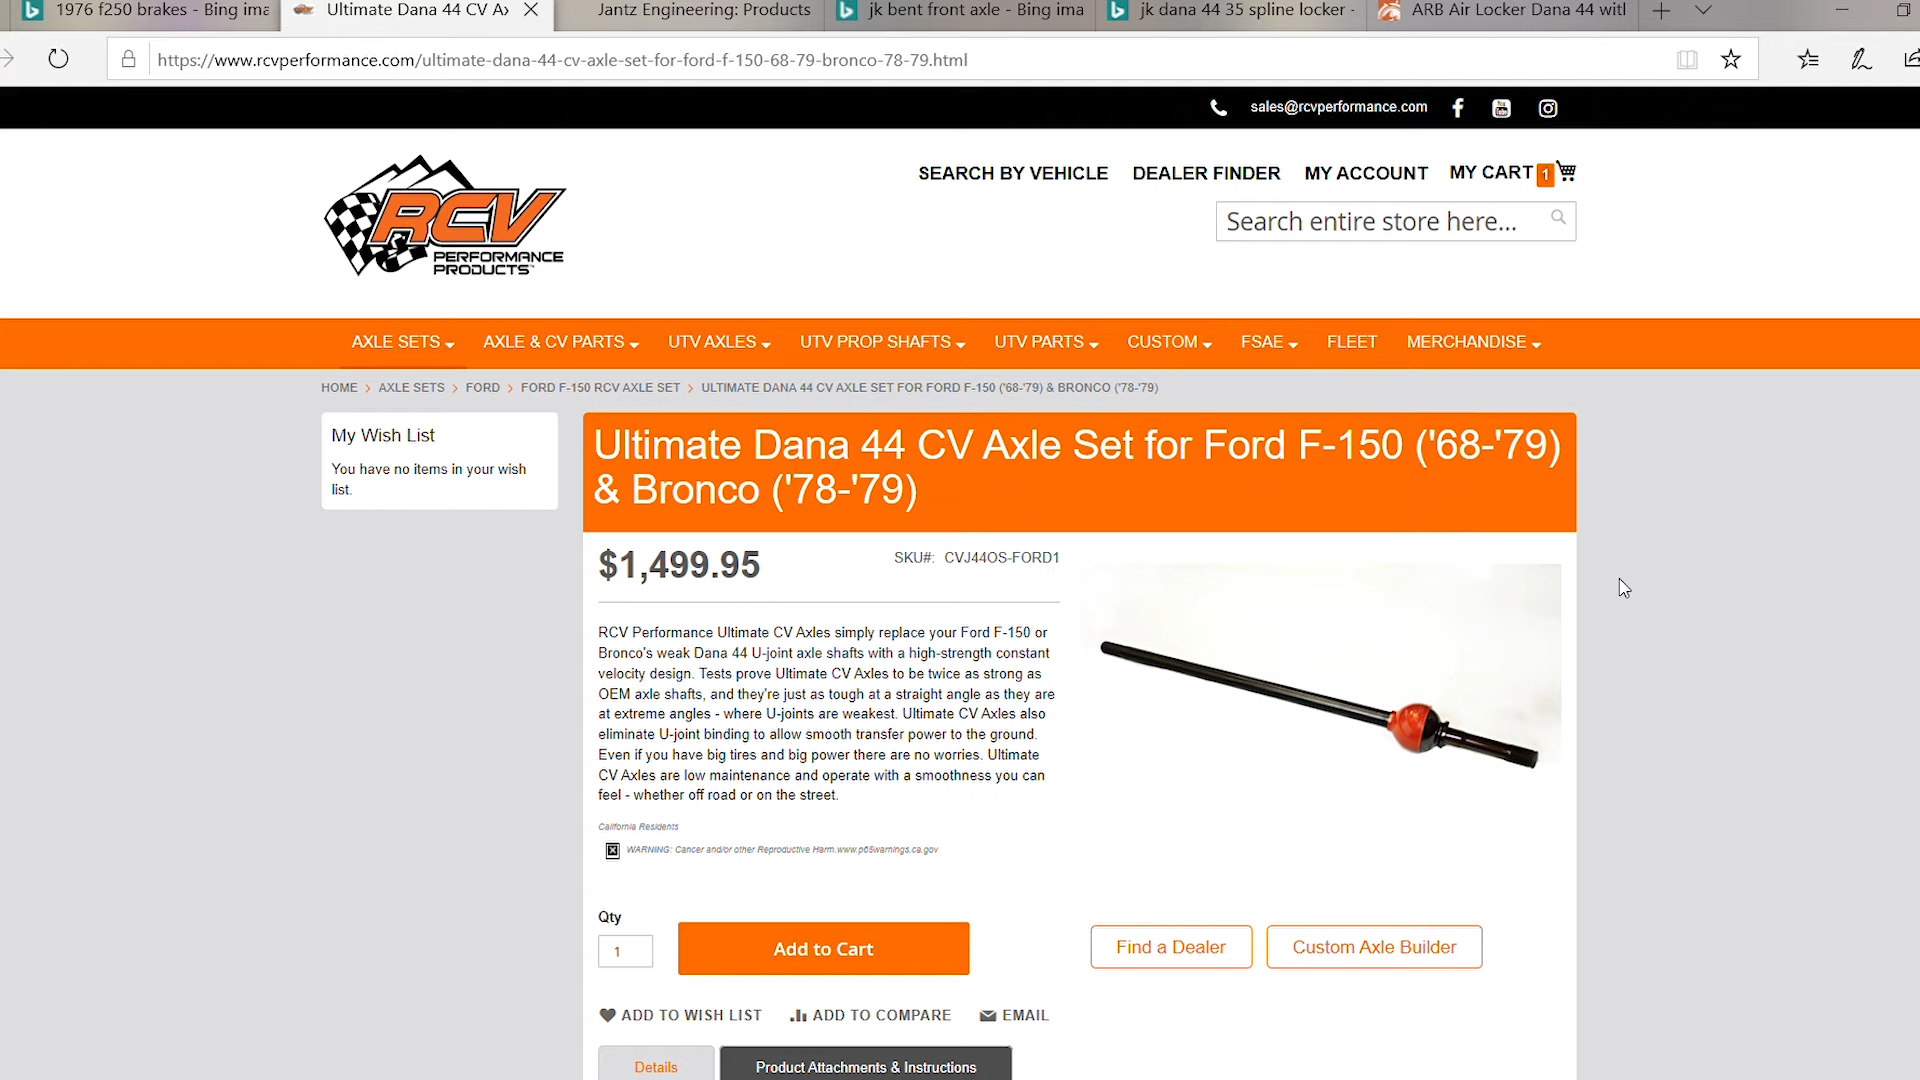 1976 f250 brakes - Bing ima
Ultimate Dana 44 CV Ax
Jantz Engineering: Products
jk bent front axle - Bing ima
jk dana 44 35 spline locker -
ARB Air Locker Dana 44 with
https://www.rcvperformance.com/ultimate-dana-44-cv-axle-set-for-ford-f-150-68-79-bronco-78-79.html
sales@rcvperformance.com
RCV
PERFORMANCE
PRODUCTS™
SEARCH BY VEHICLE DEALER FINDER MY ACCOUNT MY CART 1
Search entire store here...
AXLE SETS AXLE & CV PARTS UTV AXLES UTV PROP SHAFTS UTV PARTS CUSTOM FSAE FLEET MERCHANDISE
HOME > AXLE SETS > FORD > FORD F-150 RCV AXLE SET > ULTIMATE DANA 44 CV AXLE SET FOR FORD F-150 ('68-'79) & BRONCO ('78-'79)
My Wish List
You have no items in your wish
list.
Ultimate Dana 44 CV Axle Set for Ford F-150 ('68-'79)
& Bronco ('78-'79)
$1,499.95
SKU#: CVJ44OS-FORD1
RCV Performance Ultimate CV Axles simply replace your Ford F-150 or
Bronco's weak Dana 44 U-joint axle shafts with a high-strength constant
velocity design. Tests prove Ultimate CV Axles to be twice as strong as
OEM axle shafts, and they're just as tough at a straight angle as they are
at extreme angles - where U-joints are weakest. Ultimate CV Axles also
eliminate U-joint binding to allow smooth transfer power to the ground.
Even if you have big tires and big power there are no worries. Ultimate
CV Axles are low maintenance and operate with a smoothness you can
feel - whether off road or on the street.
California Residents
WARNING: Cancer and/or other Reproductive Harm.www.p65warnings.ca.gov
Qty
1
Add to Cart
Find a Dealer
Custom Axle Builder
ADD TO WISH LIST ADD TO COMPARE EMAIL
Details
Product Attachments & Instructions